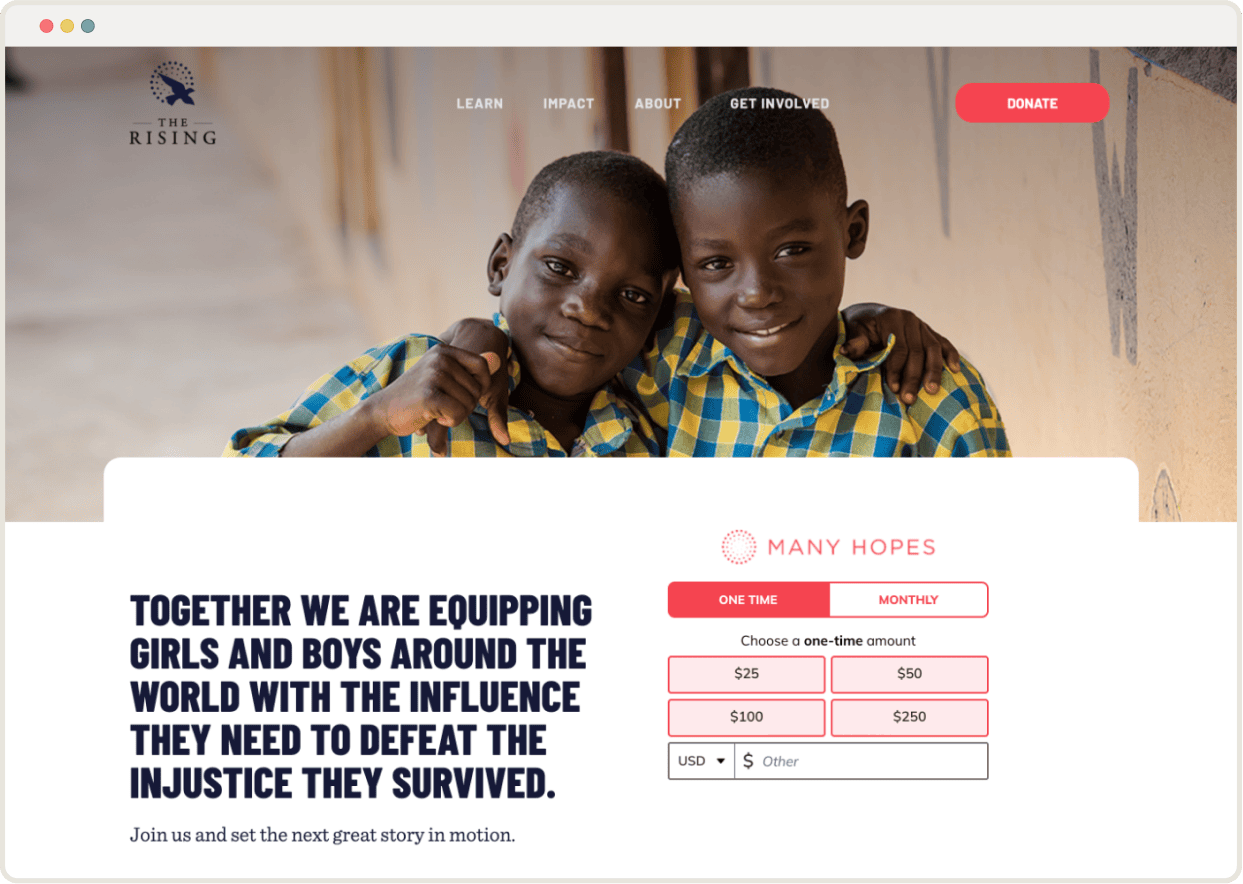 THE
RISING
LEARN
IMPACT
ABOUT
GET INVOLVED
DONATE
TOGETHER WE ARE EQUIPPING
GIRLS AND BOYS AROUND THE
WORLD WITH THE INFLUENCE
THEY NEED TO DEFEAT THE
INJUSTICE THEY SURVIVED.
Join us and set the next great story in motion.
MANY HOPES
ONE TIME
MONTHLY
Choose a one-time amount
$25
$50
$100
$250
USD
$ Other